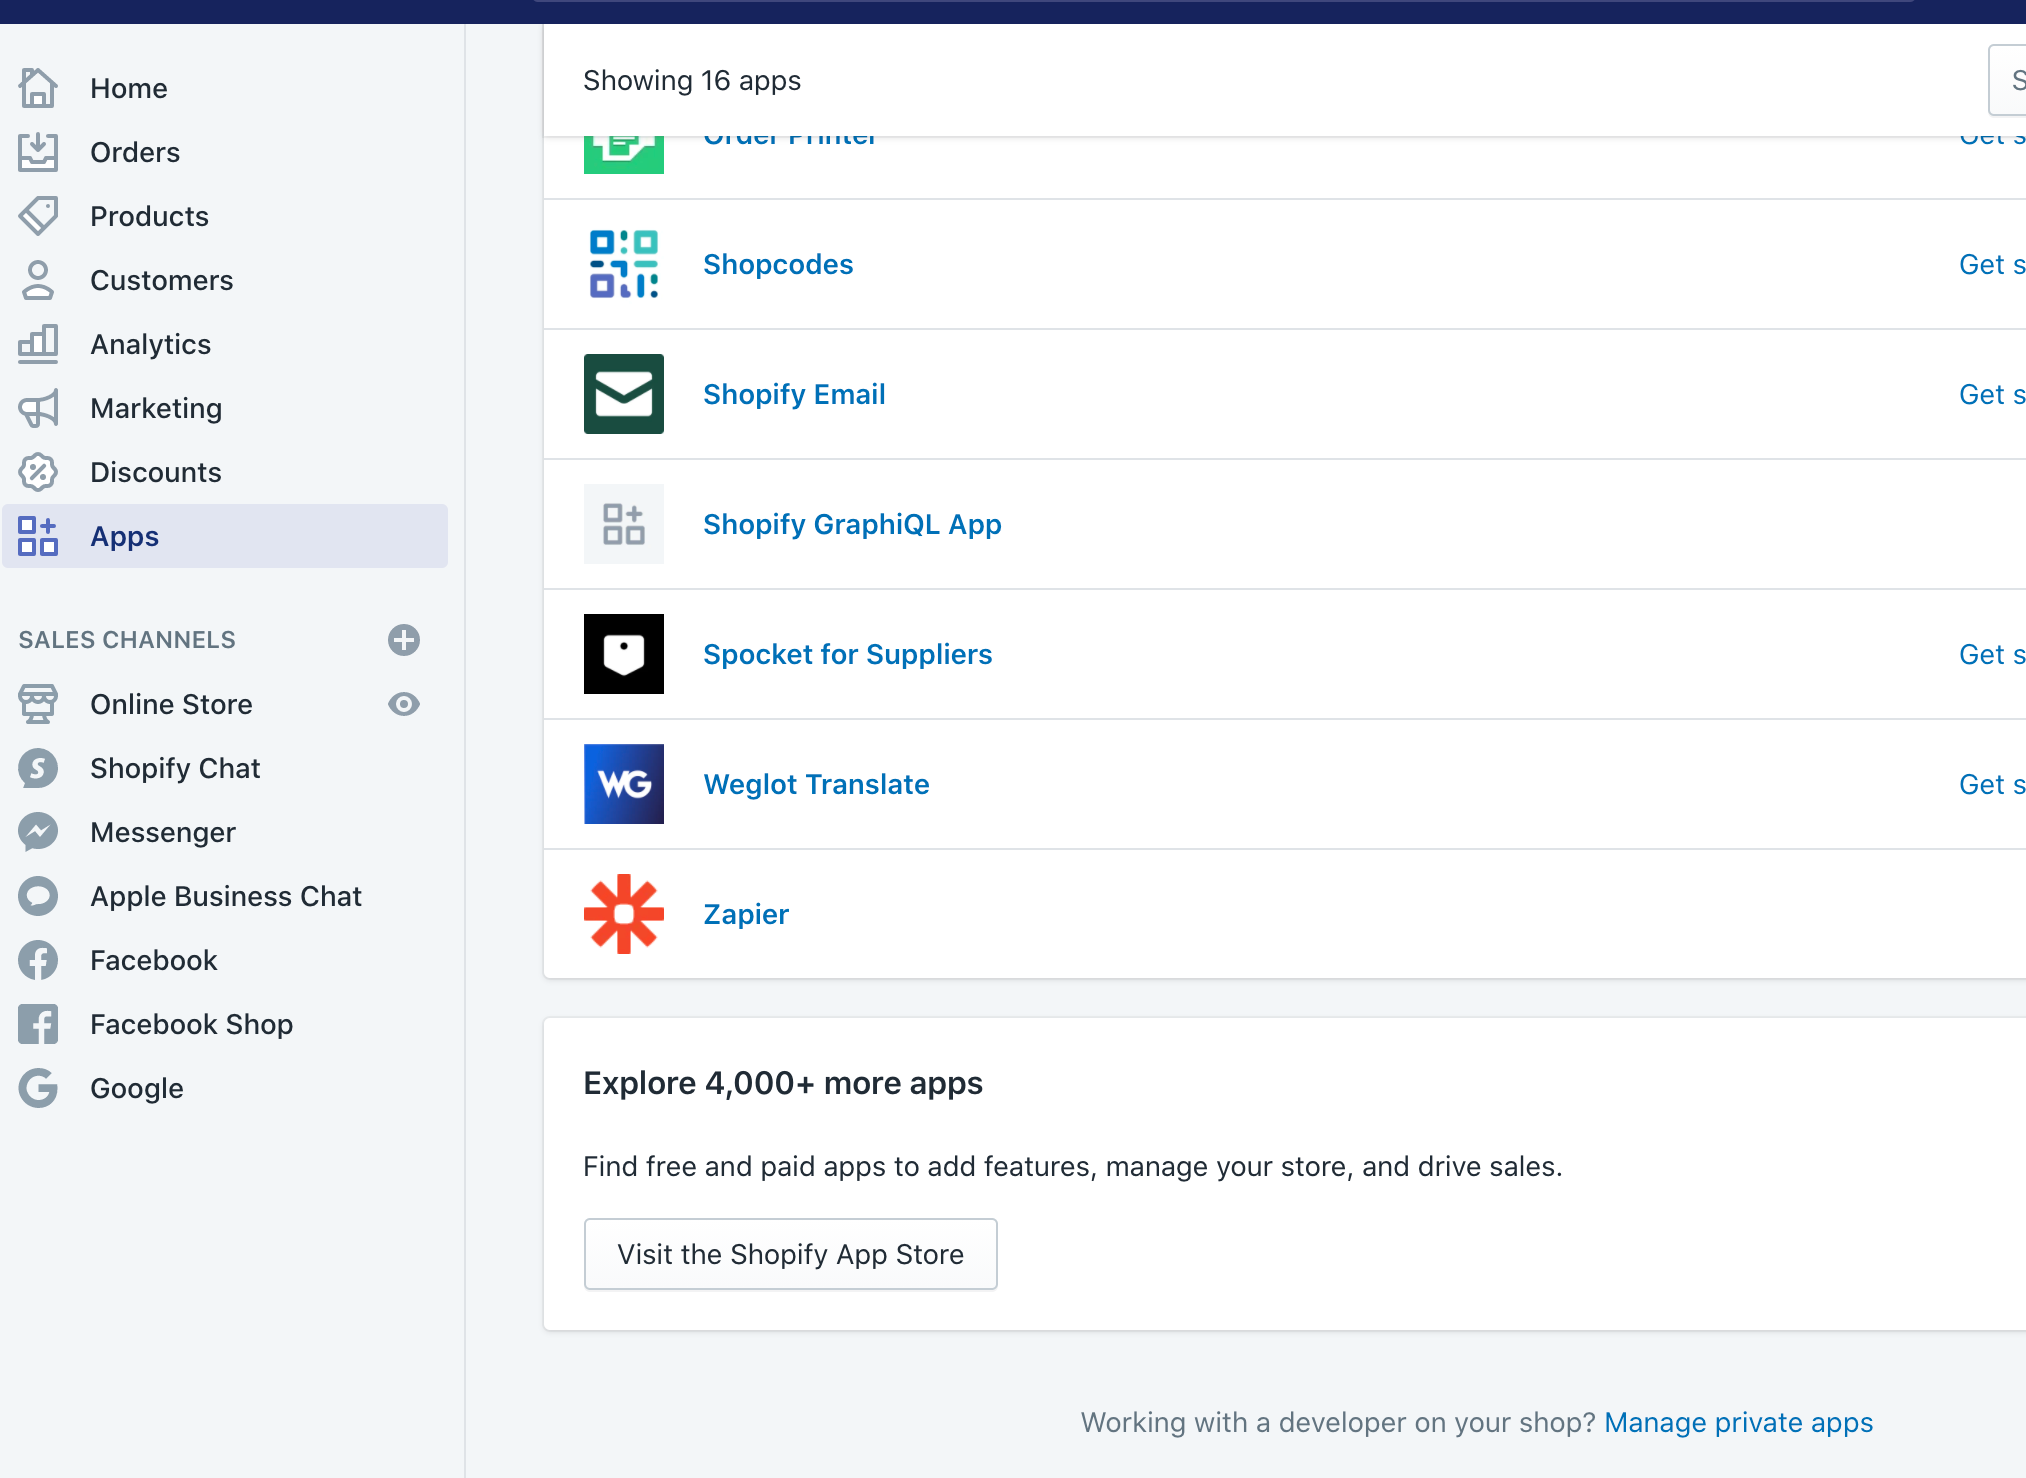 Home
Orders
Products
Customers
Analytics
Marketing
Discounts
Apps
SALES CHANNELS
Online Store
Shopify Chat
Messenger
Apple Business Chat
Facebook
Facebook Shop
Google
Showing 16 apps
S
Order Printer
Get s
Shopcodes
Get s
Shopify Email
Get s
Shopify GraphiQL App
Spocket for Suppliers
Get s
WG
Weglot Translate
Get s
Zapier
Explore 4,000+ more apps
Find free and paid apps to add features, manage your store, and drive sales.
Visit the Shopify App Store
Working with a developer on your shop? Manage private apps